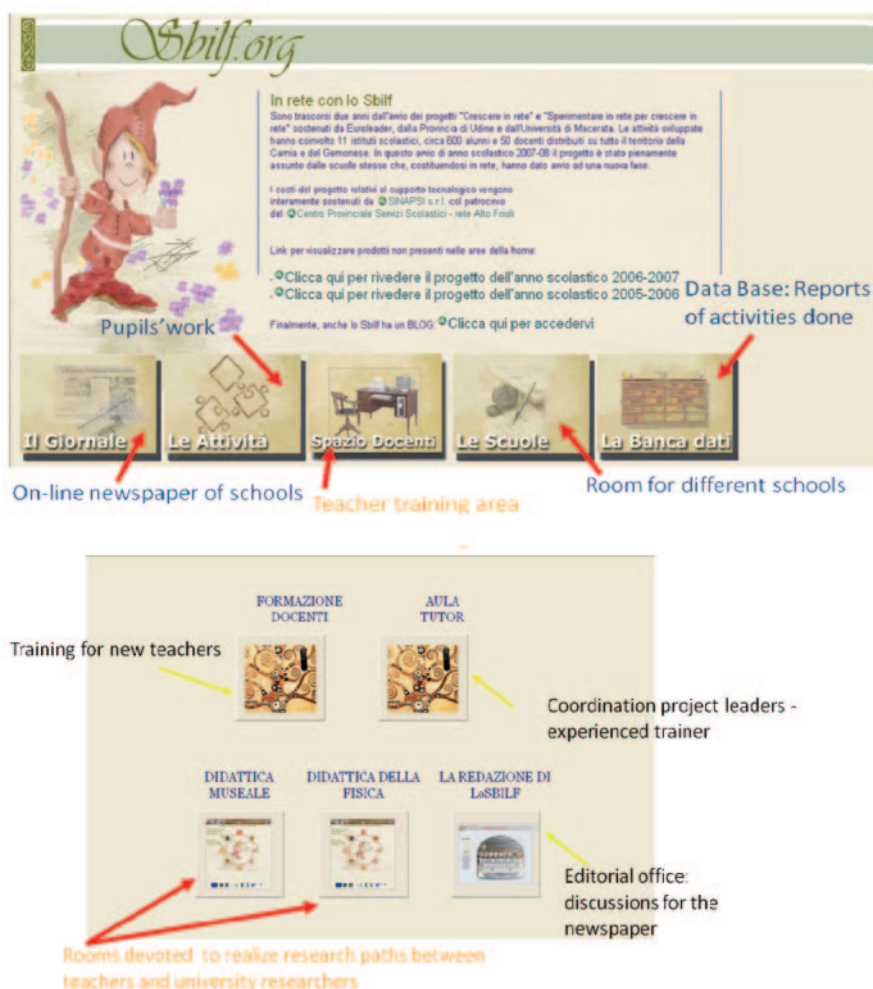 Sbilf.org
In rete con lo Sbilf
Sono trascorsi due anni dall'avvio dei progetti "Crescere in rete" e "Sperimentare in rete per crescere in
rete" sostenuti da Euroleader, dalla Provincia di Udine e dall'Università di Macerata. Le attività sviluppate
hanno coinvolto 11 istituti scolastici, circa 600 alunni e 50 docenti distribuiti su tutto il territorio della
Carnia e del Gemonese. In questo avvio di anno scolastico 2007-08 il progetto è stato pienamente
assunto dalle scuole stesse che, costituendosi in rete, hanno dato avvio ad una nuova fase.
I costi del progetto relativi al supporto tecnologico vengono
interamente sostenuti da SINAPSI s.r.l. col patrocinio
del Centro Provinciale Servizi Scolastici - rete Alto Friuli
Link per visualizzare prodotti non presenti nelle aree della home:
. Clicca qui per rivedere il progetto dell'anno scolastico 2006-2007
. Clicca qui per rivedere il progetto dell'anno scolastico 2005-2006
Finalmente, anche lo Sbilf ha un BLOG. Clicca qui per accedervi
Data Base: Reports
of activities done
Pupils' work
Il Giornale
Le Attività
Spazio Docenti
Le Scuole
La Banca dati
On-line newspaper of schools
Teacher training area
Room for different schools
FORMAZIONE
DOCENTI
AULA
TUTOR
Training for new teachers
Coordination project leaders -
experienced trainer
DIDATTICA
MUSEALE
DIDATTICA DELLA
FISICA
LA REDAZIONE DI
LoSBILF
Editorial office:
discussions for the
newspaper
Rooms devoted to realize research paths between
teachers and university researchers